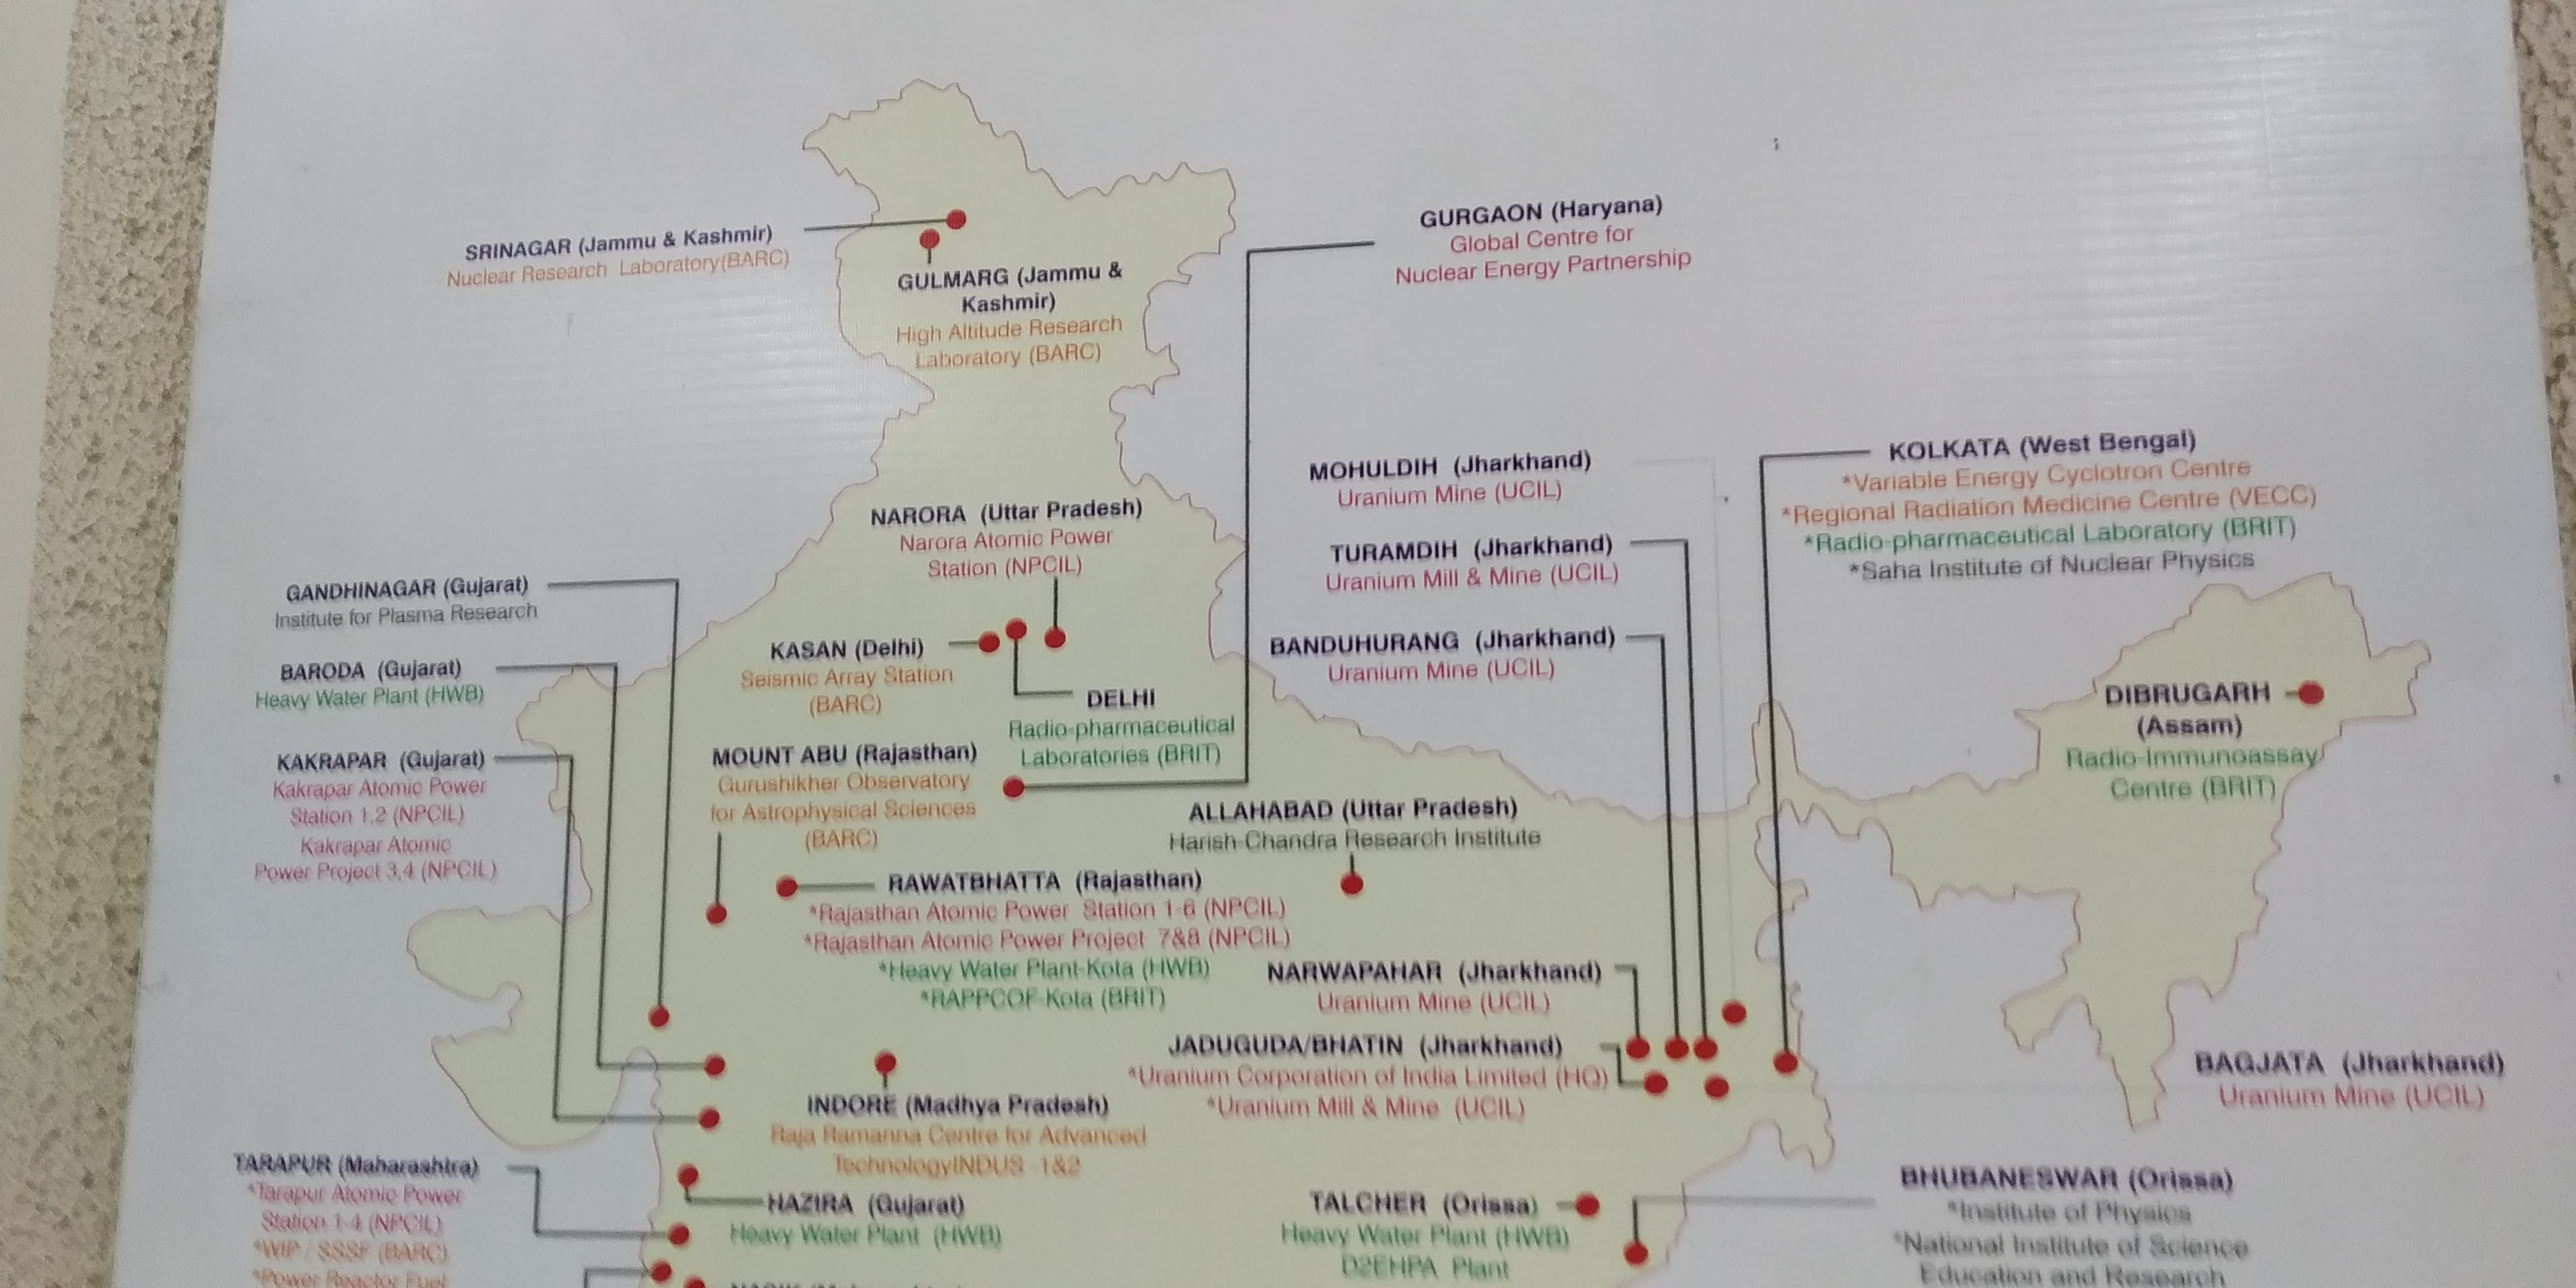 SRINAGAR (Jammu & Kashmir)
Nuclear Research Laboratory(BARC)
GULMARG (Jammu &
Kashmir)
High Altitude Research
Laboratory (BARC)
GURGAON (Haryana)
Global Centre for
Nuclear Energy Partnership
MOHULDIH (Jharkhand)
Uranium Mine (UCIL)
KOLKATA (West Bengal)
*Variable Energy Cyclotron Centre
*Regional Radiation Medicine Centre (VECC)
*Radio-pharmaceutical Laboratory (BRIT)
*Saha Institute of Nuclear Physics
NARORA (Uttar Pradesh)
Narora Atomic Power
Station (NPCIL)
TURAMDIH (Jharkhand)
Uranium Mill & Mine (UCIL)
GANDHINAGAR (Gujarat)
Institute for Plasma Research
KASAN (Delhi)
Seismic Array Station
(BARC)
BANDUHURANG (Jharkhand)
Uranium Mine (UCIL)
BARODA (Gujarat)
Heavy Water Plant (HWB)
DELHI
Radio-pharmaceutical
Laboratories (BRIT)
DIBRUGARH
(Assam)
Radio-Immunoassay
Centre (BRIT)
KAKRAPAR (Gujarat)
Kakrapar Atomic Power
Station 1,2 (NPCIL)
Kakrapar Atomic
Power Project 3,4 (NPCIL)
MOUNT ABU (Rajasthan)
Gurushikher Observatory
for Astrophysical Sciences
(BARC)
ALLAHABAD (Uttar Pradesh)
Harish-Chandra Research Institute
RAWATBHATTA (Rajasthan)
*Rajasthan Atomic Power Station 1-6 (NPCIL)
*Rajasthan Atomic Power Project 7&8 (NPCIL)
*Heavy Water Plant-Kota (HWB)
*RAPPCOF-Kota (BRIT)
NARWAPAHAR (Jharkhand)
Uranium Mine (UCIL)
JADUGUDA/BHATIN (Jharkhand)
*Uranium Corporation of India Limited (HQ)
*Uranium Mill & Mine (UCIL)
BAGJATA (Jharkhand)
Uranium Mine (UCIL)
INDORE (Madhya Pradesh)
Raja Ramanna Centre for Advanced
TechnologyINDUS -1&2
TARAPUR (Maharashtra)
*Tarapur Atomic Power
Station 1-4 (NPCIL)
*WIP / SSSF (BARC)
*Power Reactor Fuel
HAZIRA (Gujarat)
Heavy Water Plant (HWB)
TALCHER (Orissa)
Heavy Water Plant (HWB)
D2EHPA Plant
BHUBANESWAR (Orissa)
*Institute of Physics
*National Institute of Science
Education and Research